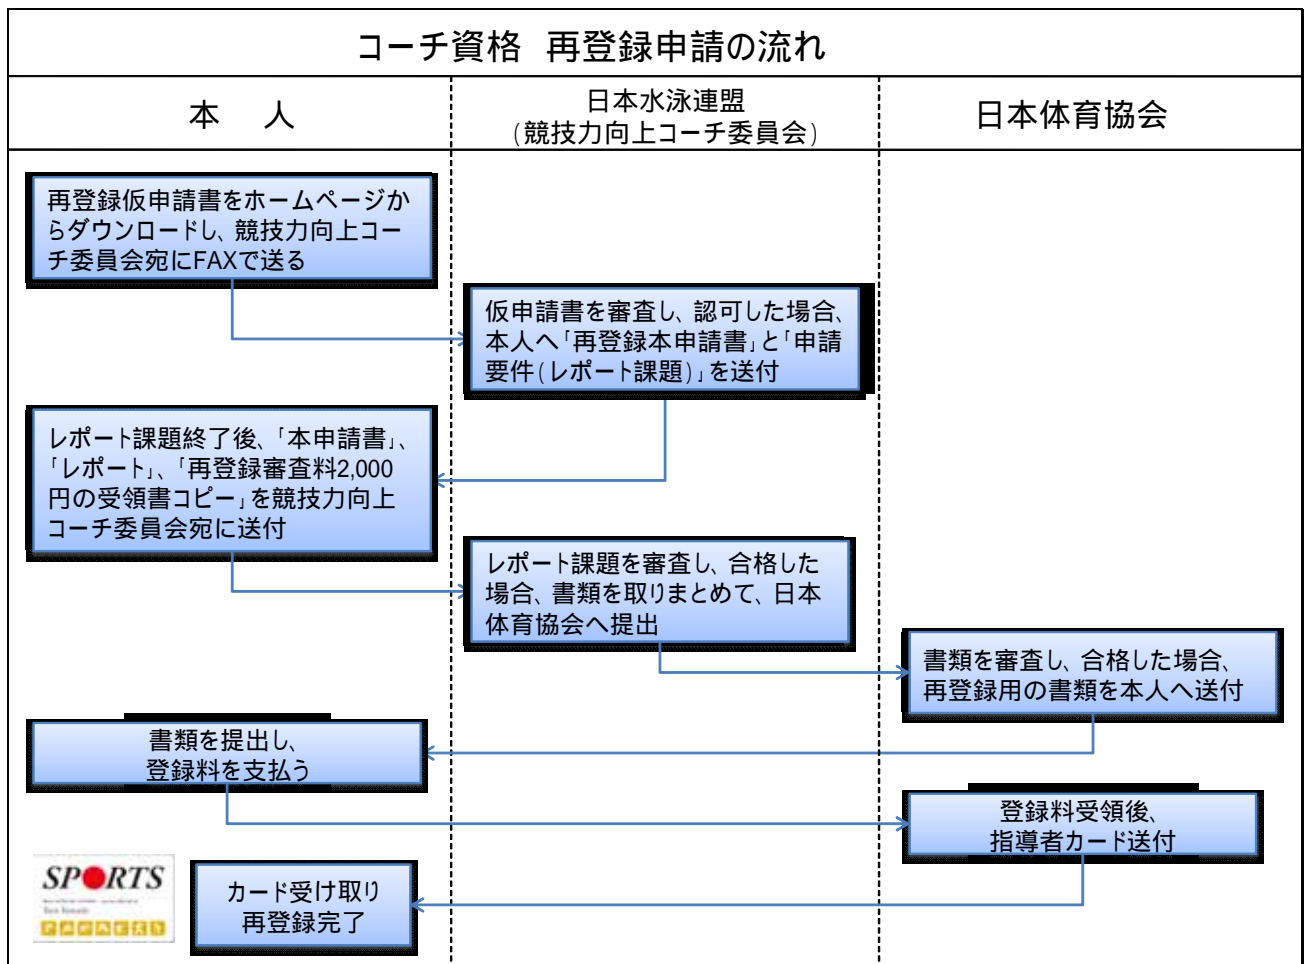 コーチ資格 再登録申請の流れ
本 人
日本水泳連盟
(競技力向上コーチ委員会)
日本体育協会
再登録仮申請書をホームページか
らダウンロードし、競技力向上コー
チ委員会宛にFAXで送る
仮申請書を審査し、認可した場合、
本人へ「再登録本申請書」と「申請
要件(レポート課題)」を送付
レポート課題終了後、「本申請書」、
「レポート」、「再登録審査料2,000
円の受領書コピー」を競技力向上
コーチ委員会宛に送付
レポート課題を審査し、合格した
場合、書類を取りまとめて、日本
体育協会へ提出
書類を審査し、合格した場合、
再登録用の書類を本人へ送付
書類を提出し、
登録料を支払う
登録料受領後、
指導者カード送付
SPORTS
カード受け取り
再登録完了